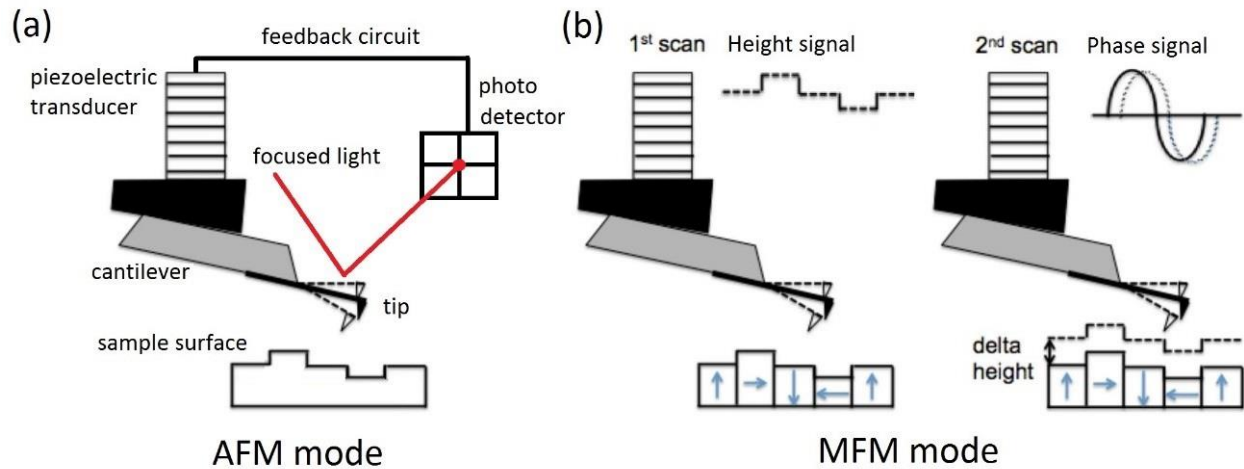 (a)
feedback circuit
piezoelectric
transducer
photo
detector
focused light
cantilever
tip
sample surface
AFM mode
(b)
1st scan
Height signal
2nd scan
Phase signal
delta
height
MFM mode